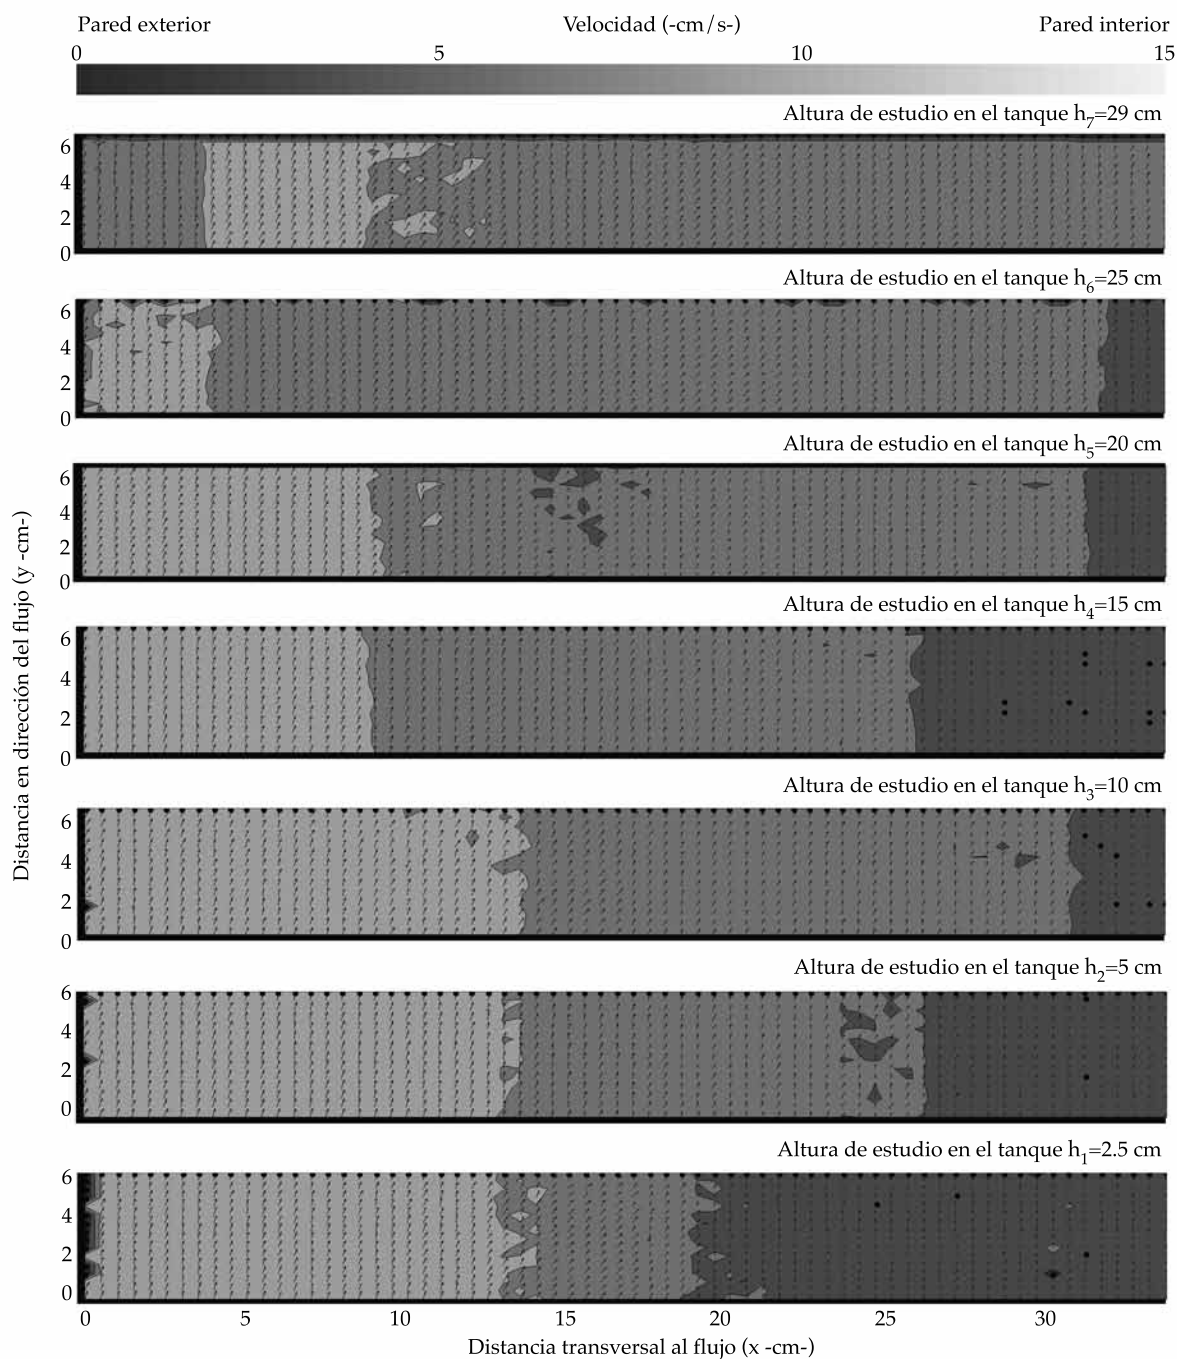 Pared exterior Velocidad (-cm/s-) Pared interior
0 5 10 15
Altura de estudio en el tanque h7=29 cm
6
4
2
0
Altura de estudio en el tanque h6=25 cm
6
4
2
0
Altura de estudio en el tanque h5=20 cm
6
4
2
0
Altura de estudio en el tanque h4=15 cm
6
4
2
0
Altura de estudio en el tanque h3=10 cm
6
4
2
0
Altura de estudio en el tanque h2=5 cm
6
4
2
0
Altura de estudio en el tanque h1=2.5 cm
6
4
2
0
Distancia en dirección del flujo (y -cm-)
0 5 10 15 20 25 30
Distancia transversal al flujo (x -cm-)